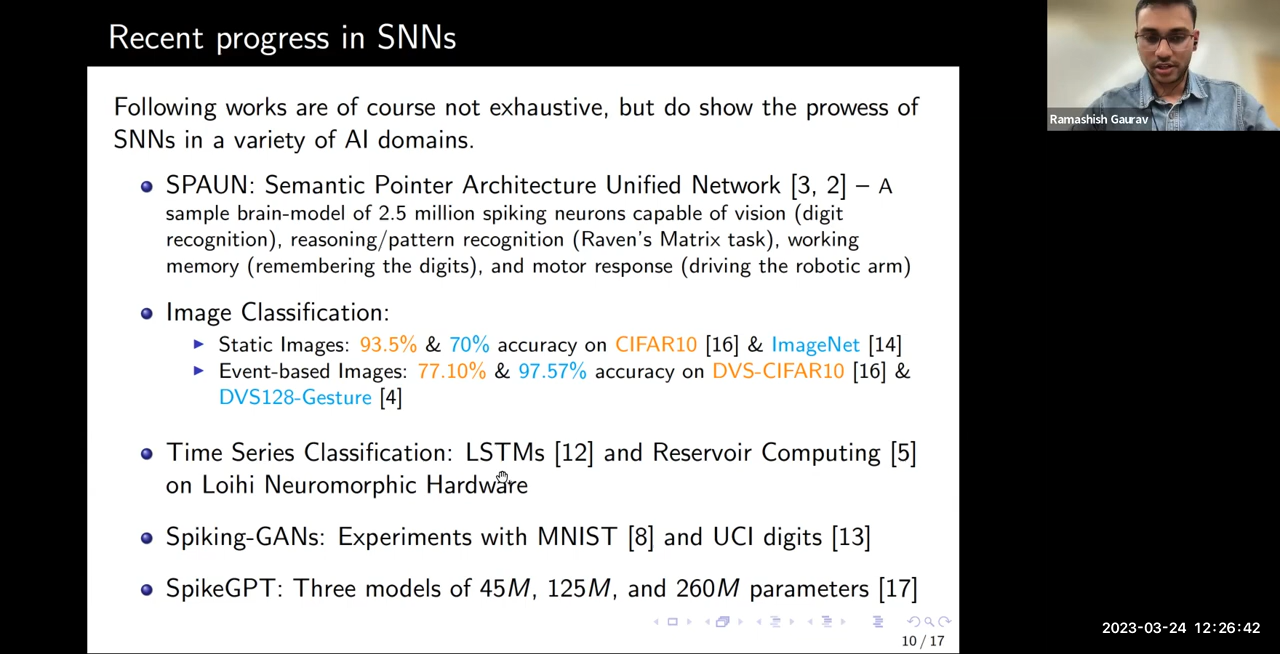 Recent progress in SNNs
Following works are of course not exhaustive, but do show the prowess of
SNNs in a variety of AI domains.
SPAUN: Semantic Pointer Architecture Unified Network [3, 2] – A
sample brain-model of 2.5 million spiking neurons capable of vision (digit
recognition), reasoning/pattern recognition (Raven's Matrix task), working
memory (remembering the digits), and motor response (driving the robotic arm)
Image Classification:
Static Images: 93.5% & 70% accuracy on CIFAR10 [16] & ImageNet [14]
Event-based Images: 77.10% & 97.57% accuracy on DVS-CIFAR10 [16] &
DVS128-Gesture [4]
Time Series Classification: LSTMs [12] and Reservoir Computing [5]
on Loihi Neuromorphic Hardware
Spiking-GANs: Experiments with MNIST [8] and UCI digits [13]
SpikeGPT: Three models of 45M, 125M, and 260M parameters [17]
10 / 17
Ramashish Gaurav
2023-03-24 12:26:42